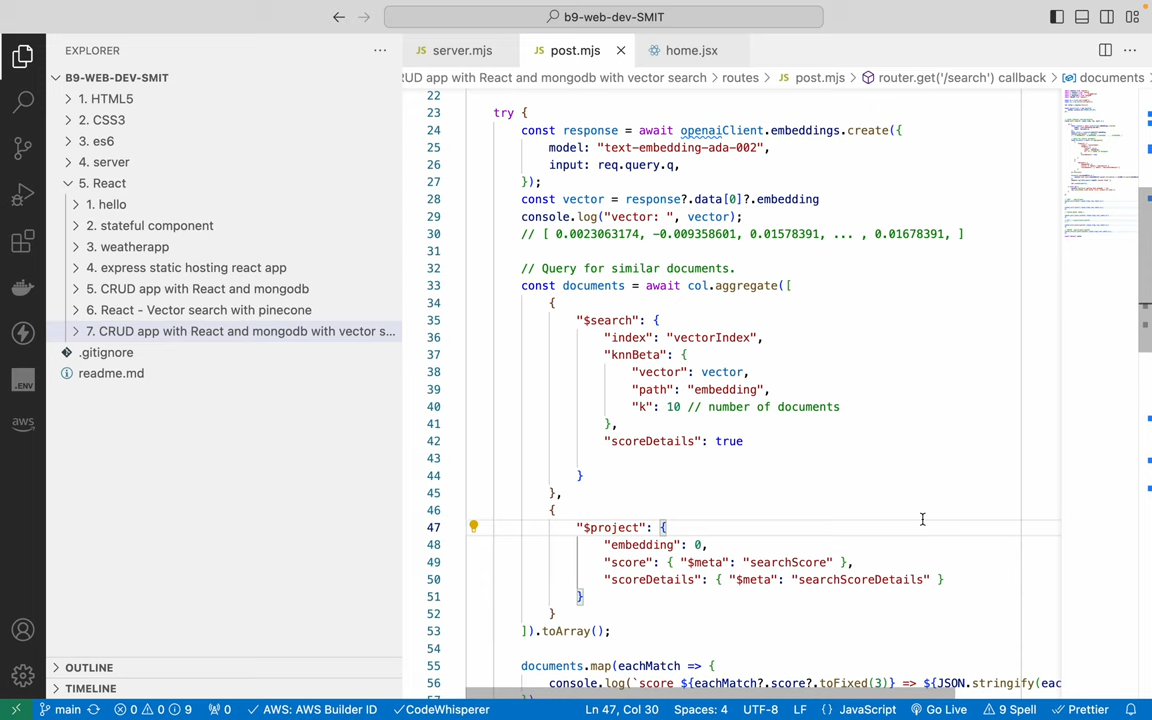 b9-web-dev-SMIT
EXPLORER
B9-WEB-DEV-SMIT
1. HTML5
2. CSS3
3. es6
4. server
5. React
1. hello
2. stateful component
3. weatherapp
4. express static hosting react app
5. CRUD app with React and mongodb
6. React - Vector search with pinecone
7. CRUD app with React and mongodb with vector s...
.gitignore
readme.md
OUTLINE
TIMELINE
JS server.mjs
JS post.mjs
home.jsx
RUD app with React and mongodb with vector search > routes > JS post.mjs > router.get('/search') callback > documents
22
23 try {
24 const response = await openaiClient.embeddings.create({
25 model: "text-embedding-ada-002",
26 input: req.query.q,
27 });
28 const vector = response?.data[0]?.embedding
29 console.log("vector: ", vector);
30 // [ 0.0023063174, -0.009358601, 0.01578391, ... , 0.01678391, ]
31
32 // Query for similar documents.
33 const documents = await col.aggregate([
34 {
35 "$search": {
36 "index": "vectorIndex",
37 "knnBeta": {
38 "vector": vector,
39 "path": "embedding",
40 "k": 10 // number of documents
41 },
42 "scoreDetails": true
43
44 }
45 },
46 {
47 "$project": {
48 "embedding": 0,
49 "score": { "$meta": "searchScore" },
50 "scoreDetails": { "$meta": "searchScoreDetails" }
51 }
52 }
53 ]).toArray();
54
55 documents.map(eachMatch => {
56 console.log(`score ${eachMatch?.score?.toFixed(3)} => ${JSON.stringify(eac
.ENV
aws
main 0 0 9 0 AWS: AWS Builder ID CodeWhisperer Ln 47, Col 30 Spaces: 4 UTF-8 LF {} JavaScript Go Live 9 Spell Prettier